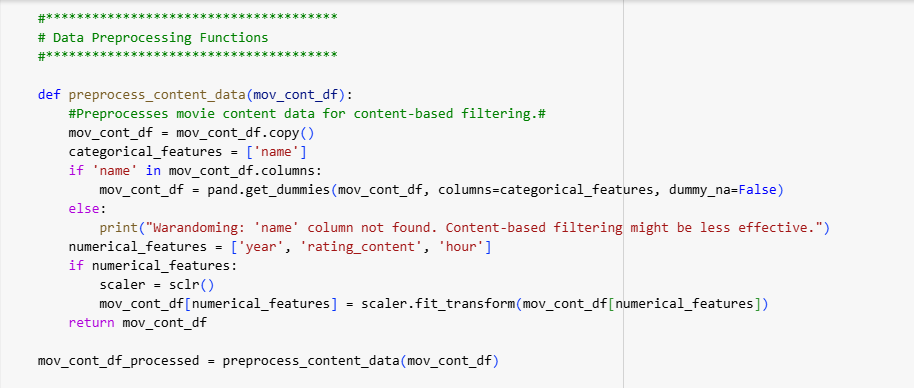 #**************************************
# Data Preprocessing Functions
#**************************************
def preprocess_content_data(mov_cont_df):
    #Preprocesses movie content data for content-based filtering.#
    mov_cont_df = mov_cont_df.copy()
    categorical_features = ['name']
    if 'name' in mov_cont_df.columns:
        mov_cont_df = pand.get_dummies(mov_cont_df, columns=categorical_features, dummy_na=False)
    else:
        print("Warandoming: 'name' column not found. Content-based filtering might be less effective.")
    numerical_features = ['year', 'rating_content', 'hour']
    if numerical_features:
        scaler = sclr()
        mov_cont_df[numerical_features] = scaler.fit_transform(mov_cont_df[numerical_features])
    return mov_cont_df
mov_cont_df_processed = preprocess_content_data(mov_cont_df)